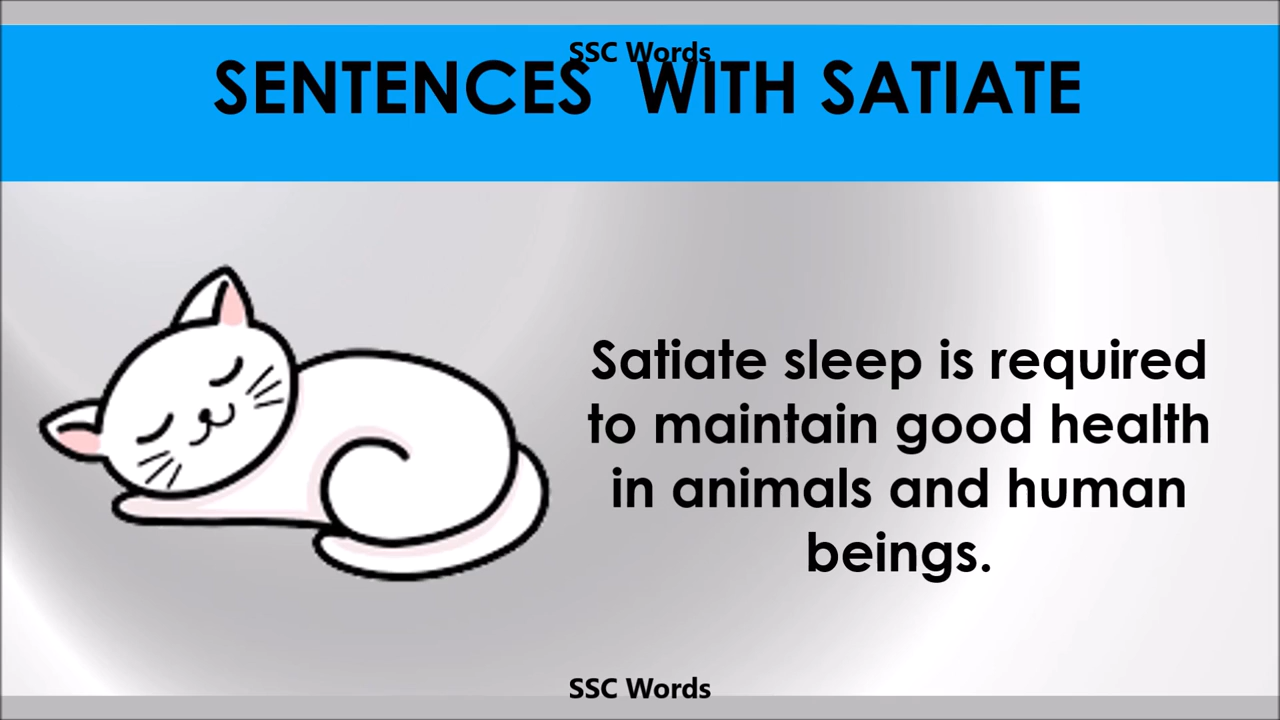 SSC Words
SENTENCES WITH SATIATE
Satiate sleep is required
to maintain good health
in animals and human
beings.
SSC Words